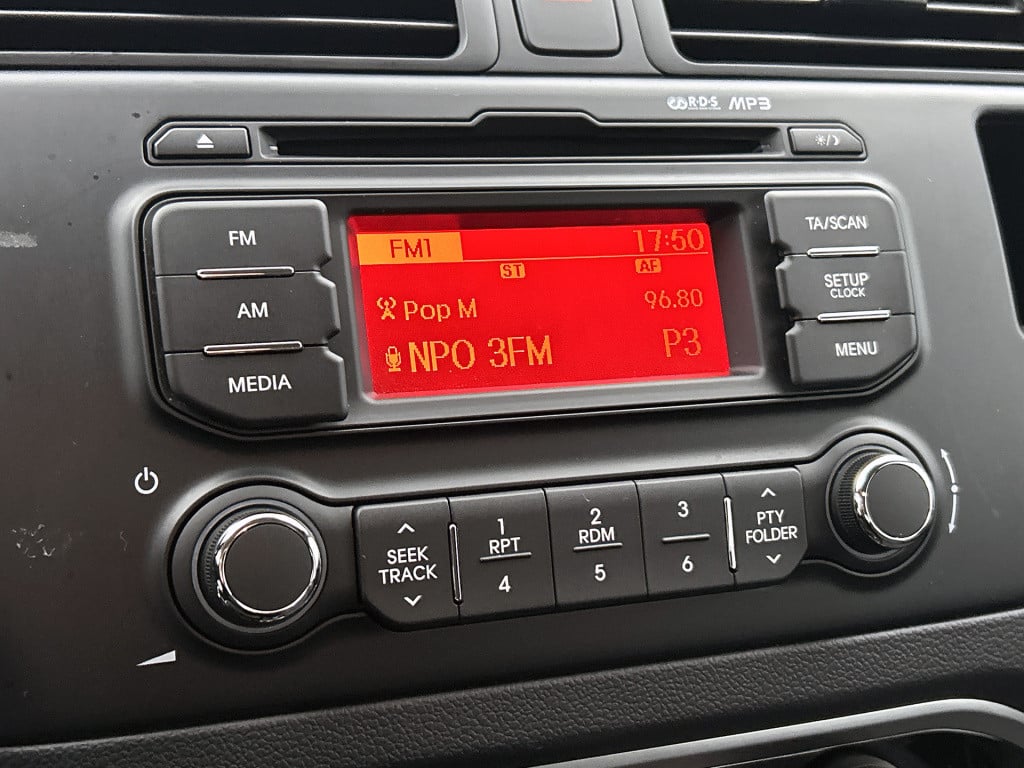 R·D·S MP3
FM
AM
MEDIA
FM1 17:50
ST AF
Pop M 96.80
NPO 3FM P3
TA/SCAN
SETUP
CLOCK
MENU
SEEK
TRACK
1
RPT
4
2
RDM
5
3
6
PTY
FOLDER